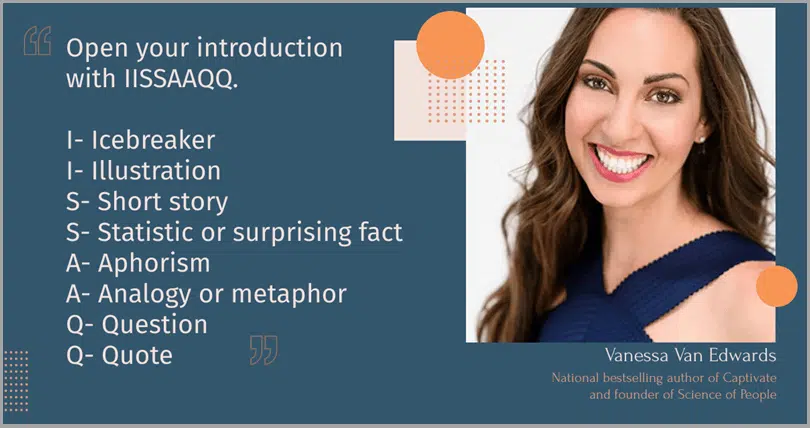 Open your introduction
with IISSAAQQ.
I- Icebreaker
I- Illustration
S- Short story
S- Statistic or surprising fact
A- Aphorism
A- Analogy or metaphor
Q- Question
Q- Quote
Vanessa Van Edwards
National bestselling author of Captivate
and founder of Science of People